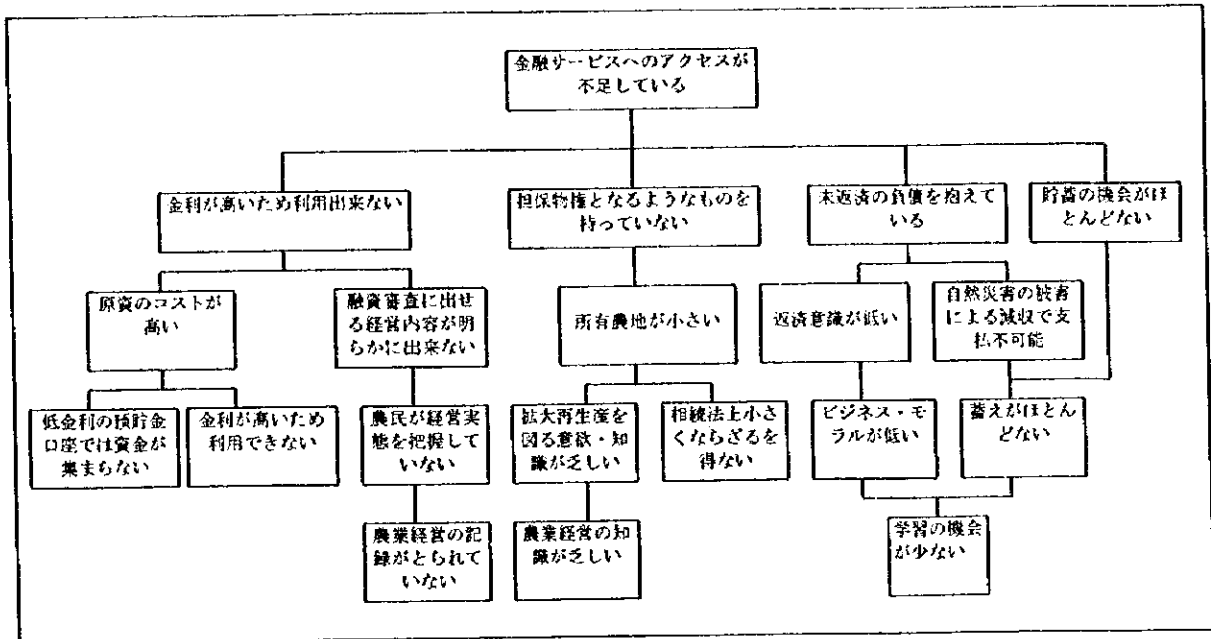 金融サービスへのアクセスが
不足している
金利が高いため利用出来ない
担保物権となるようなものを
持っていない
未返済の負債を抱えて
いる
貯蓄の機会がほ
とんどない
原資のコストが
高い
融資審査に出せ
る経営内容が明
らかに出来ない
所有農地が小さい
返済意識が低い
自然災害の被害
による減収で支
払不可能
低金利の預貯金
口座では資金が
集まらない
金利が高いため
利用できない
農民が経営実
態を把握して
いない
拡大再生産を
図る意欲・知
識が乏しい
相続法上小さ
くならざるを
得ない
ビジネス・モ
ラルが低い
蓄えがほとん
どない
農業経営の記
録がとられて
いない
農業経営の知
識が乏しい
学習の機会
が少ない